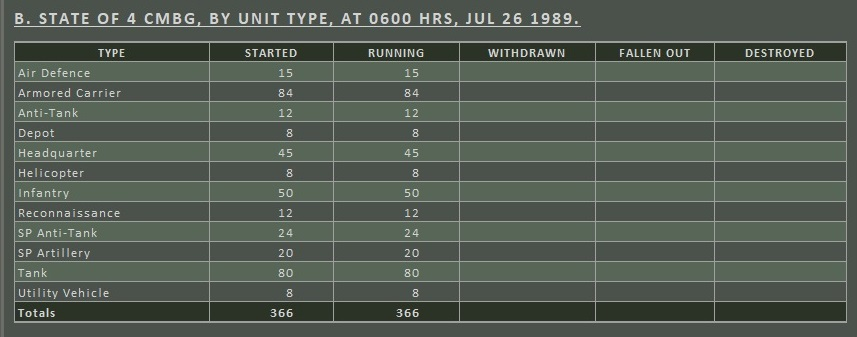 B. STATE OF 4 CMBG, BY UNIT TYPE, AT 0600 HRS, JUL 26 1989.
TYPE STARTED RUNNING WITHDRAWN FALLEN OUT DESTROYED
Air Defence 15 15
Armored Carrier 84 84
Anti-Tank 12 12
Depot 8 8
Headquarter 45 45
Helicopter 8 8
Infantry 50 50
Reconnaissance 12 12
SP Anti-Tank 24 24
SP Artillery 20 20
Tank 80 80
Utility Vehicle 8 8
Totals 366 366